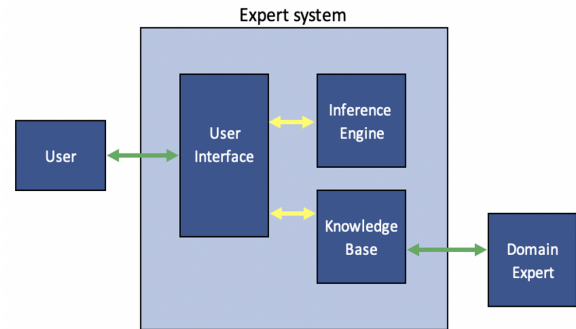 Expert system
User
User
Interface
Inference
Engine
Knowledge
Base
Domain
Expert